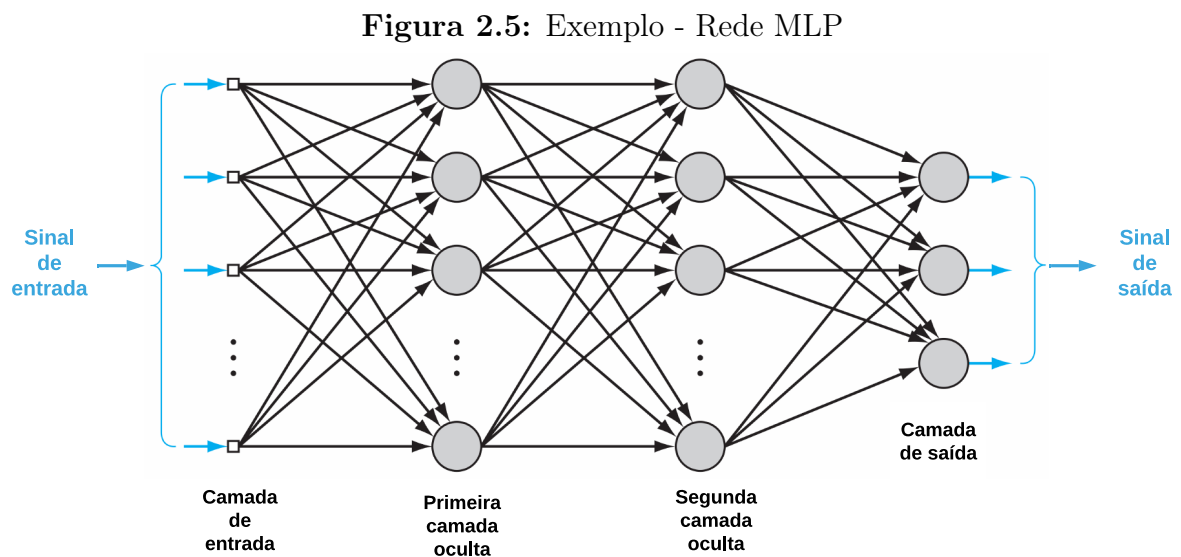 Figura 2.5: Exemplo - Rede MLP
Sinal
de
entrada
Sinal
de
saída
Camada
de
entrada
Primeira
camada
oculta
Segunda
camada
oculta
Camada
de saída